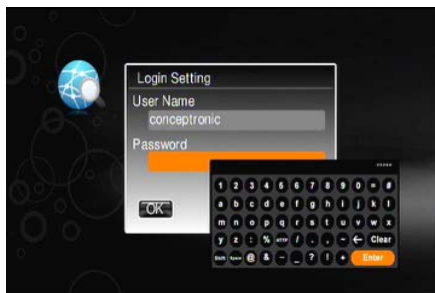 Login Setting
User Name
conceptronic
Password
OK
1 2 3 4 5 6 7 8 9 0 = #
a b c d e f g h i j k l
m n o p q r s t u v w x
y z : % HTTP / . , ~ ← Clear
Shift Space @ & - _ ? ! + Enter